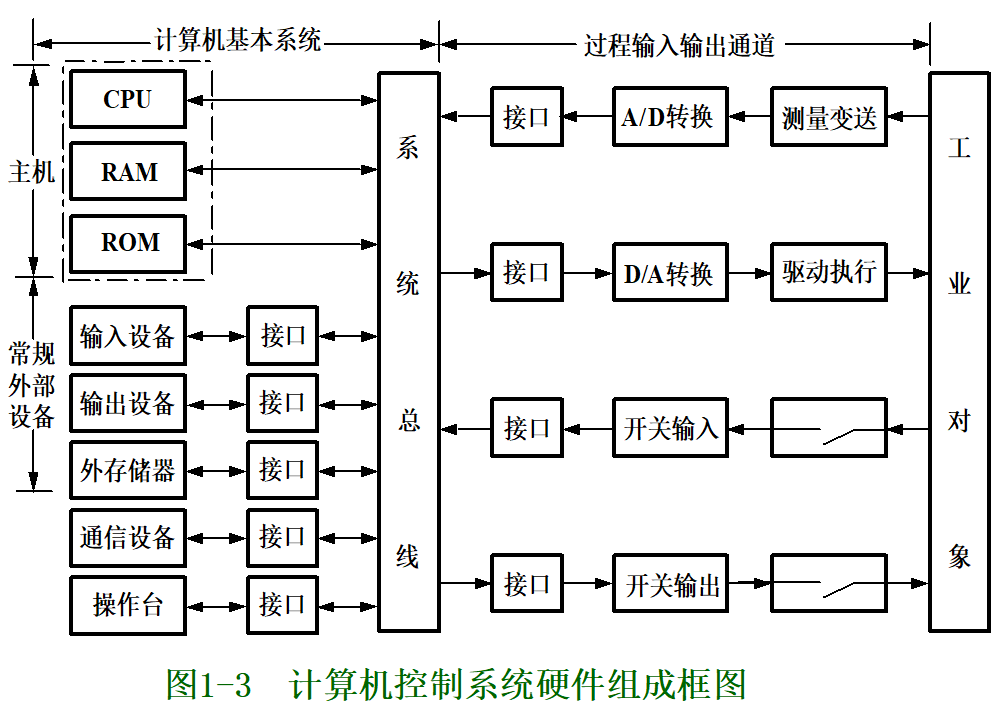 计算机基本系统
过程输入输出通道
主机
CPU
RAM
ROM
常规
外部
设备
输入设备
接口
输出设备
接口
外存储器
接口
通信设备
接口
操作台
接口
系统总线
接口
A/D转换
测量变送
接口
D/A转换
驱动执行
接口
开关输入
接口
开关输出
工业对象
图1-3 计算机控制系统硬件组成框图